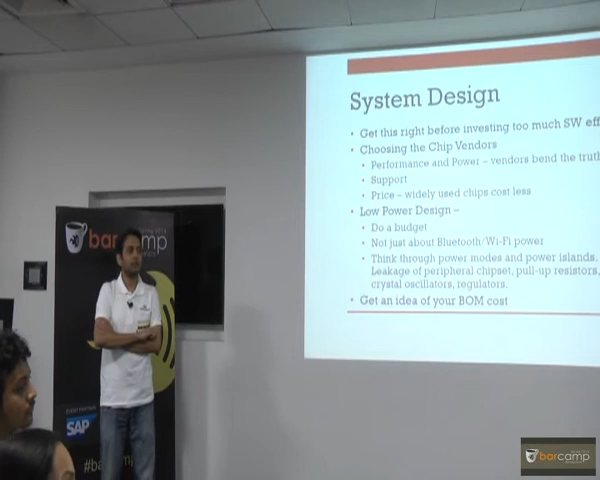 System Design
• Get this right before investing too much SW eff
• Choosing the Chip Vendors
• Performance and Power – vendors bend the trut
• Support
• Price – widely used chips cost less
• Low Power Design –
• Do a budget
• Not just about Bluetooth/Wi-Fi power
• Think through power modes and power islands.
Leakage of peripheral chipset, pull-up resistors,
crystal oscillators, regulators.
• Get an idea of your BOM cost
barcamp
SAP
#ba
mp
barcamp